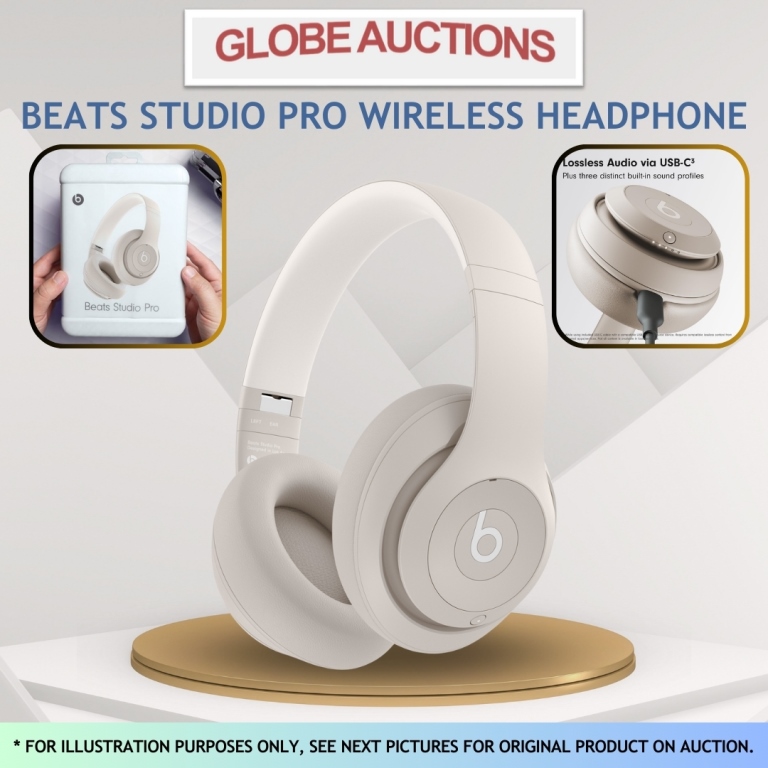 GLOBE AUCTIONS
BEATS STUDIO PRO WIRELESS HEADPHONE
Beats Studio Pro
Lossless Audio via USB-C³
Plus three distinct built-in sound profiles
* FOR ILLUSTRATION PURPOSES ONLY, SEE NEXT PICTURES FOR ORIGINAL PRODUCT ON AUCTION.